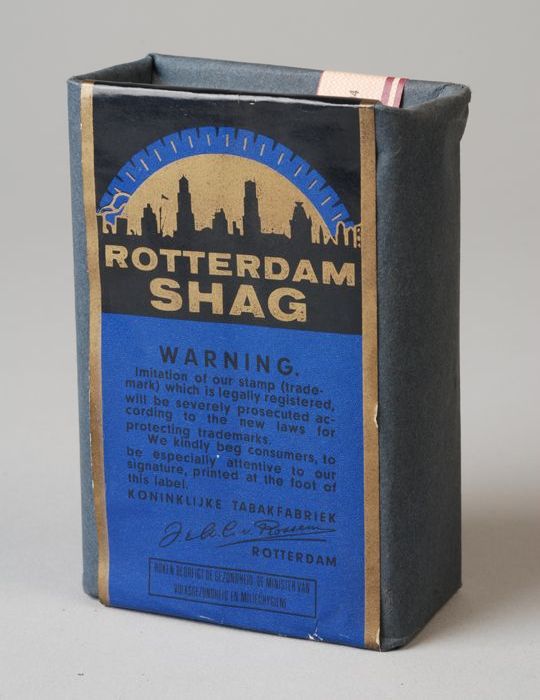 4
ROTTERDAM
SHAG
WARNING.
Imitation of our stamp (trade-
mark) which is legally registered,
will be severely prosecuted ac-
cording to the new laws for
protecting trademarks.
We kindly beg consumers, to
be especially attentive to our
signature, printed at the foot of
this label.
KONINKLIJKE TABAKFABRIEK
J & A.C. v. Rossem
ROTTERDAM
ROKEN BEDREIGT DE GEZONDHEID. DE MINISTER VAN
VOLKSGEZONDHEID EN MILIEUHYGIENE